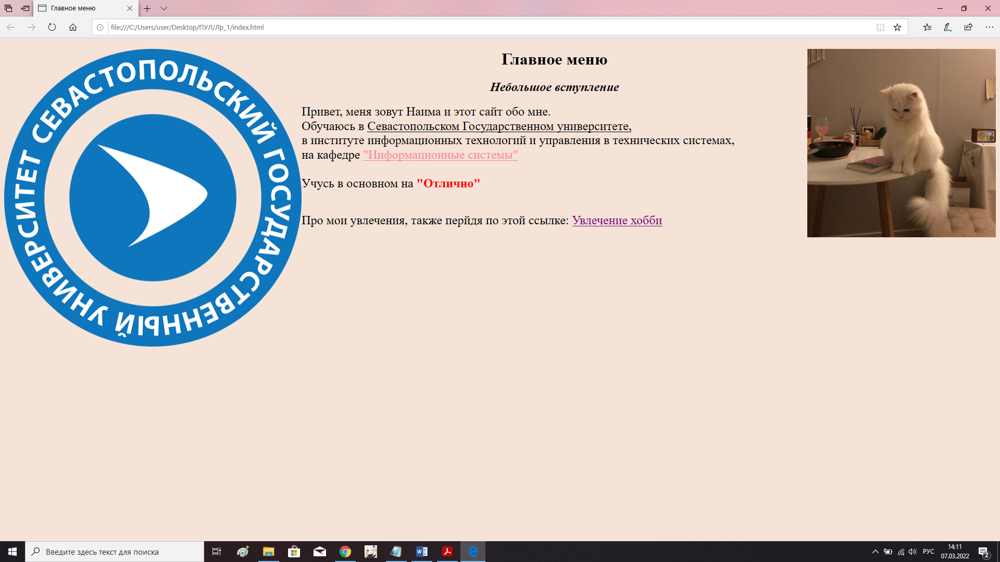 Главное меню
file:///C:/Users/user/Desktop/ПУЛ/Лр_1/index.html
СЕВАСТОПОЛЬСКИЙ ГОСУДАРСТВЕННЫЙ УНИВЕРСИТЕТ
Главное меню
Небольшое вступление
Привет, меня зовут Наима и этот сайт обо мне.
Обучаюсь в Севастопольском Государственном университете,
в институте информационных технологий и управления в технических системах,
на кафедре "Информационные системы"
Учусь в основном на "Отлично"
Про мои увлечения, также перйдя по этой ссылке: Увлечение хобби
Введите здесь текст для поиска
РУС
14:11
07.03.2022
2